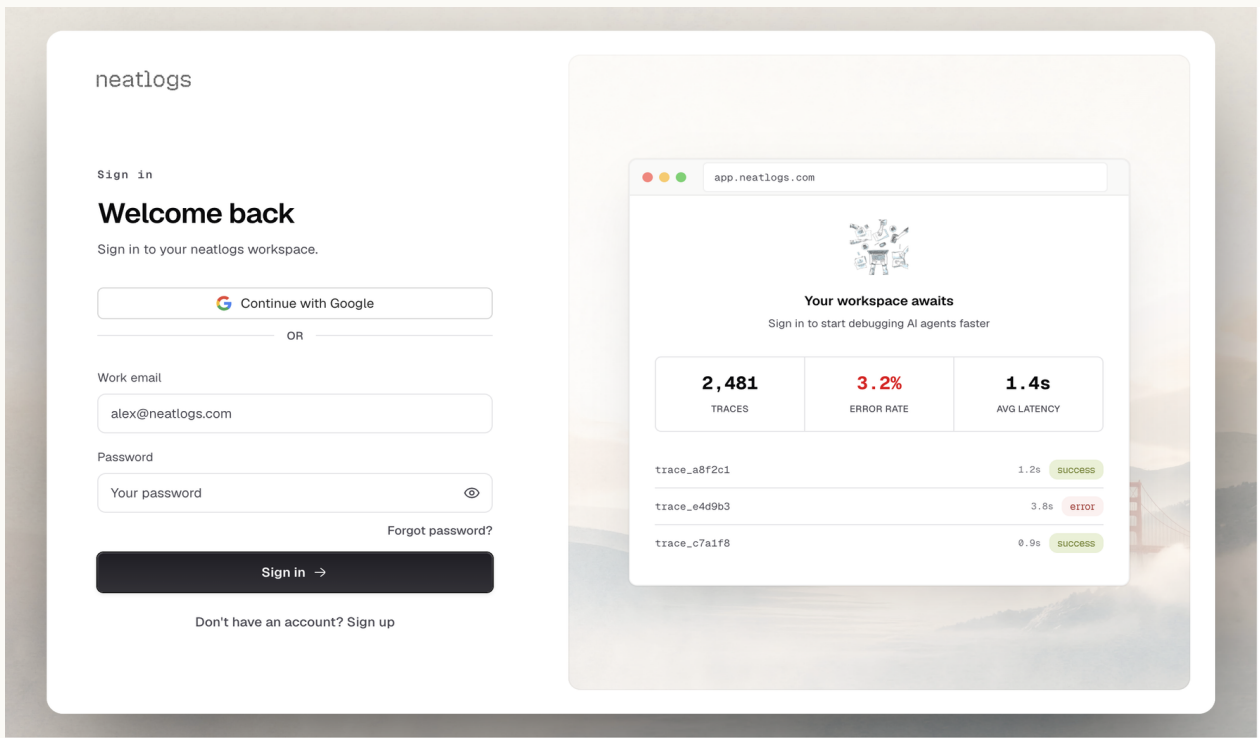 neatlogs
Sign in
Welcome back
Sign in to your neatlogs workspace.
Continue with Google
OR
Work email
alex@neatlogs.com
Password
Your password
Forgot password?
Sign in →
Don't have an account? Sign up
app.neatlogs.com
Your workspace awaits
Sign in to start debugging AI agents faster
2,481 3.2% 1.4s
TRACES ERROR RATE AVG LATENCY
trace_a8f2c1 1.2s success
trace_e4d9b3 3.8s error
trace_c7a1f8 0.9s success